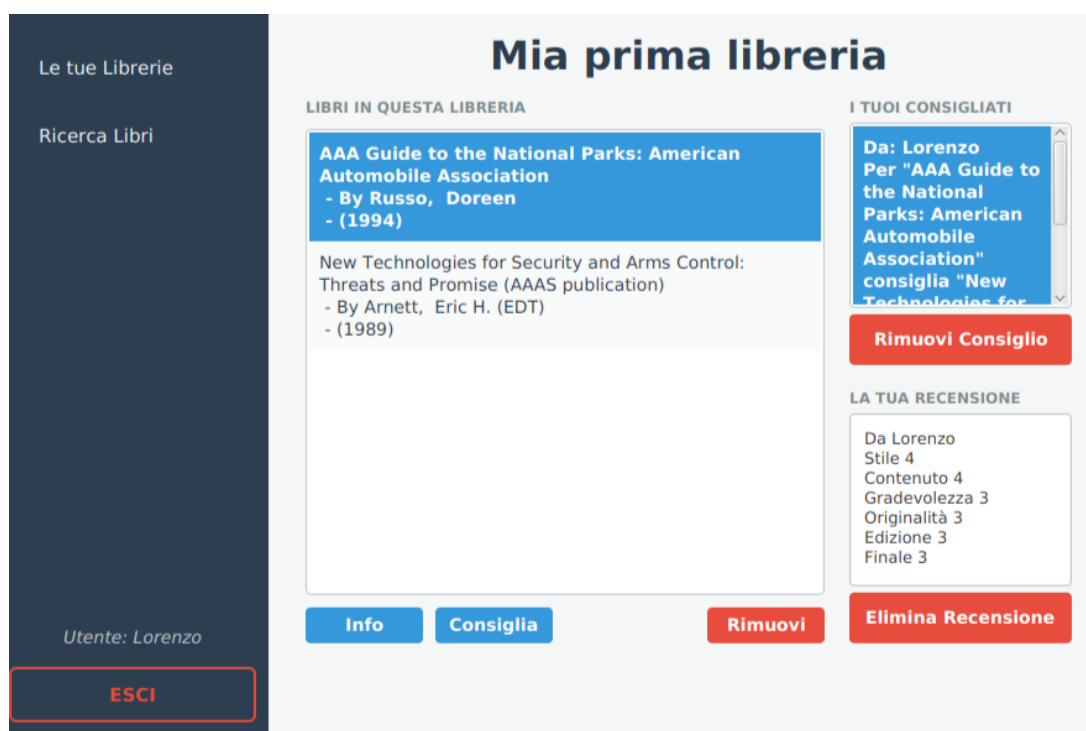 Le tue Librerie
Ricerca Libri
Utente: Lorenzo
ESCI
Mia prima libreria
LIBRI IN QUESTA LIBRERIA
AAA Guide to the National Parks: American
Automobile Association
- By Russo,  Doreen
- (1994)
New Technologies for Security and Arms Control:
Threats and Promise (AAAS publication)
- By Arnett,  Eric H. (EDT)
- (1989)
Info
Consiglia
Rimuovi
I TUOI CONSIGLIATI
Da: Lorenzo
Per "AAA Guide to
the National
Parks: American
Automobile
Association"
consiglia "New
Technologies for
Rimuovi Consiglio
LA TUA RECENSIONE
Da Lorenzo
Stile 4
Contenuto 4
Gradevolezza 3
Originalità 3
Edizione 3
Finale 3
Elimina Recensione